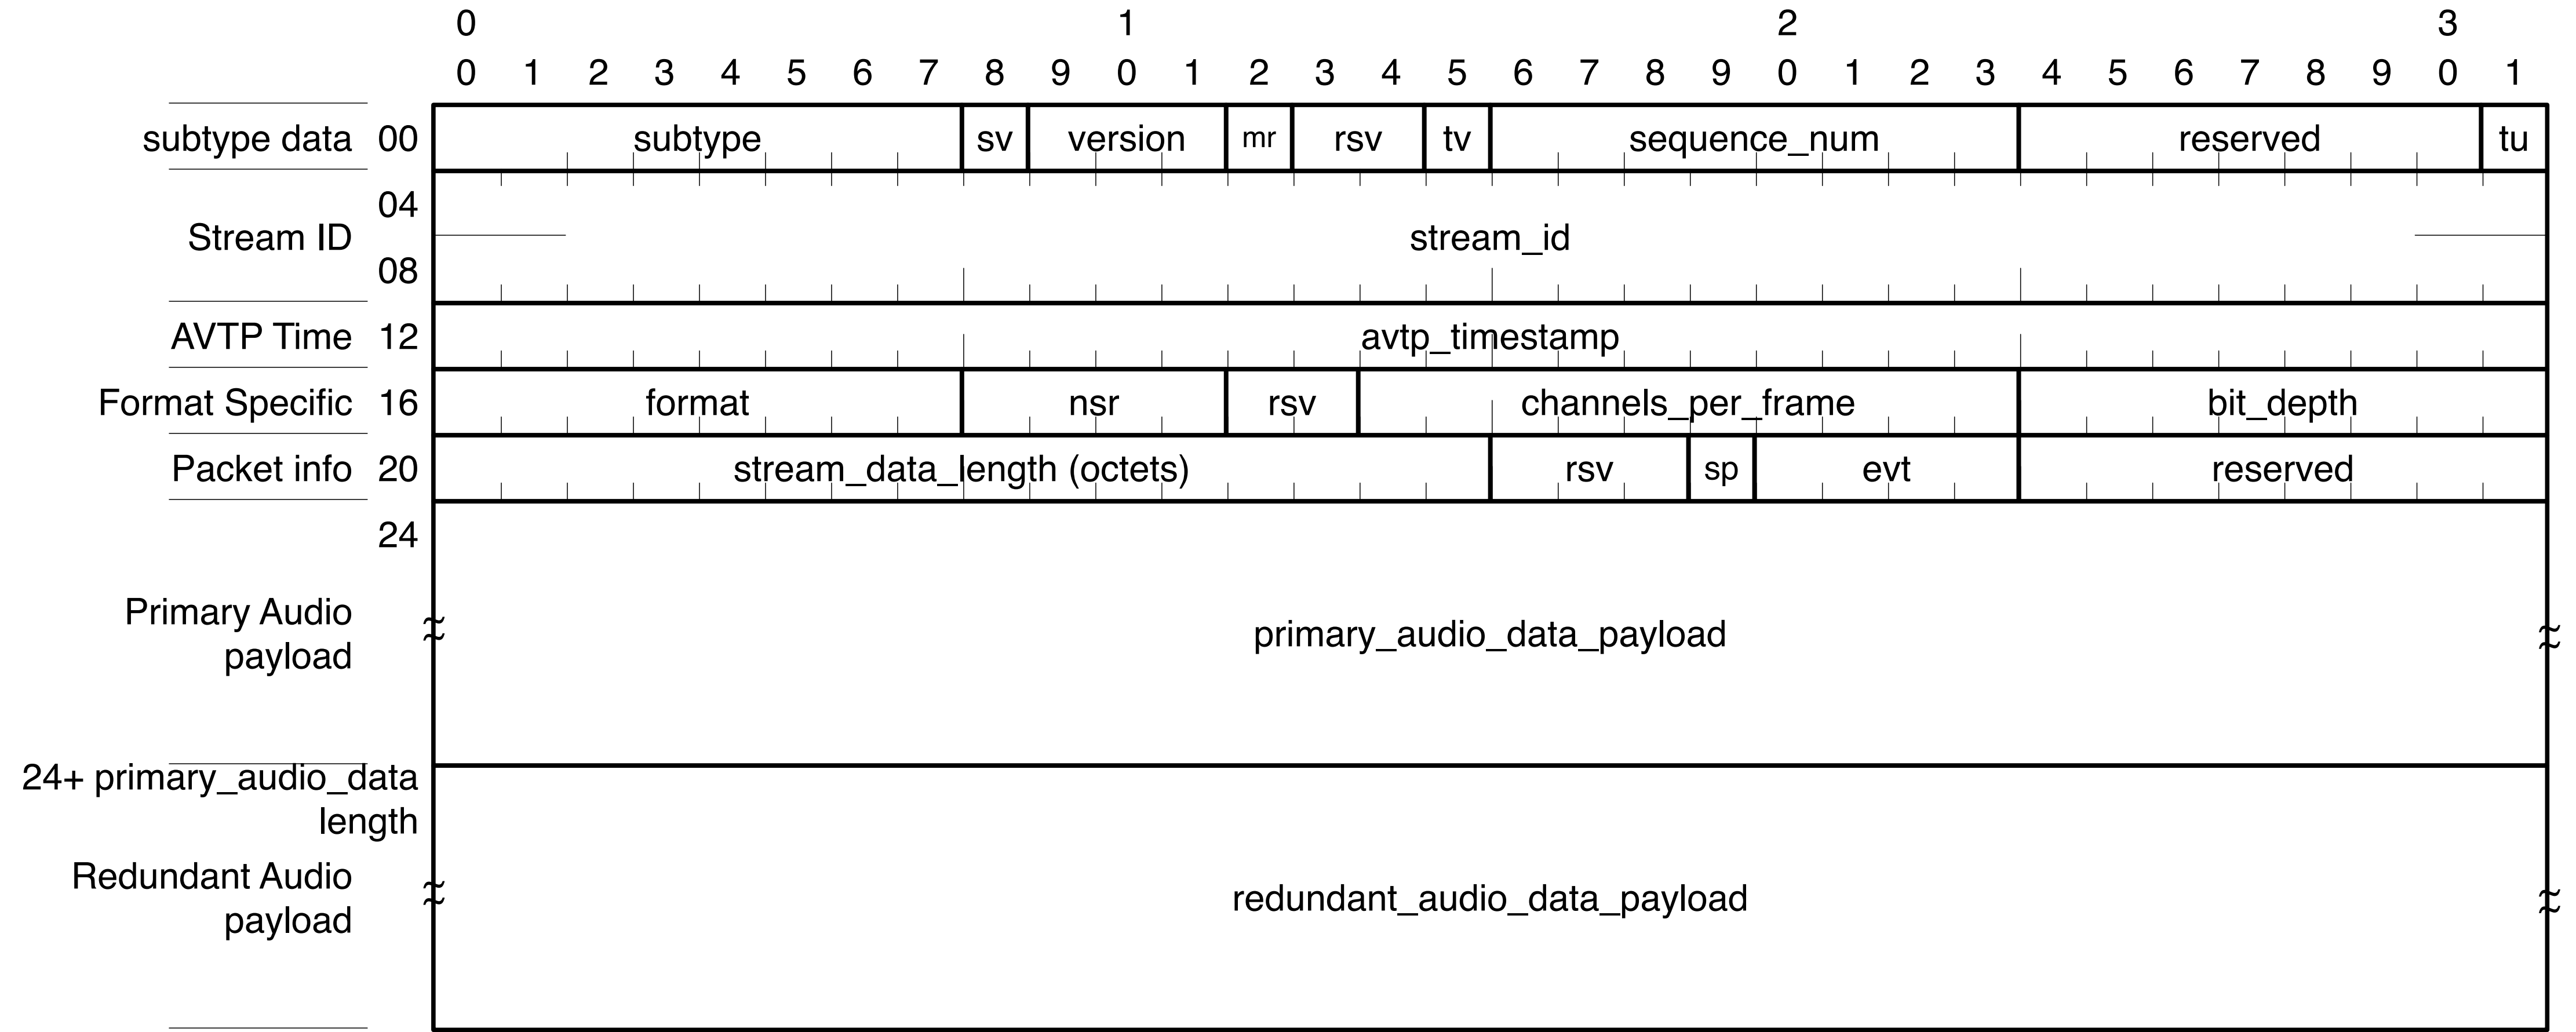 0 1 2 3
0 1 2 3 4 5 6 7 8 9 0 1 2 3 4 5 6 7 8 9 0 1 2 3 4 5 6 7 8 9 0 1
subtype data 00 subtype sv version mr rsv tv sequence_num reserved tu
04
Stream ID stream_id
08
AVTP Time 12 avtp_timestamp
Format Specific 16 format nsr rsv channels_per_frame bit_depth
Packet info 20 stream_data_length (octets) rsv sp evt reserved
24
Primary Audio
payload
primary_audio_data_payload
24+ primary_audio_data
length
Redundant Audio
payload
redundant_audio_data_payload